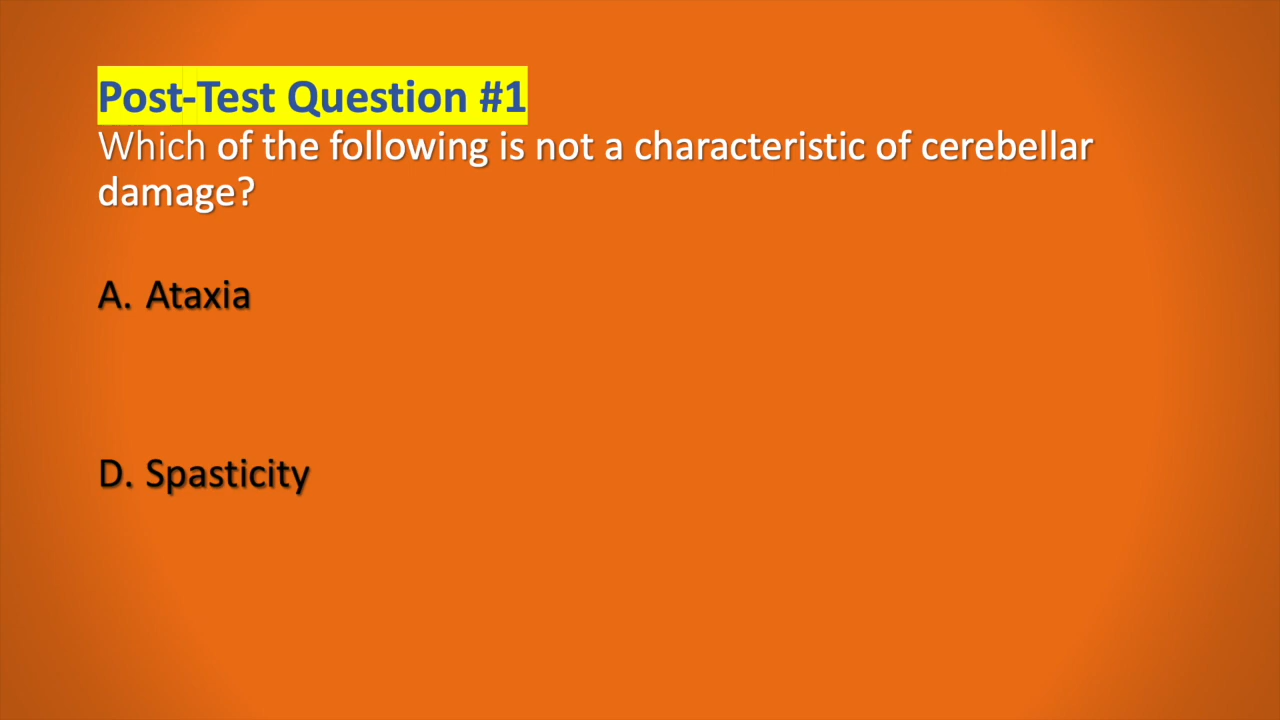 Post-Test Question #1
Which of the following is not a characteristic of cerebellar
damage?
A. Ataxia
D. Spasticity